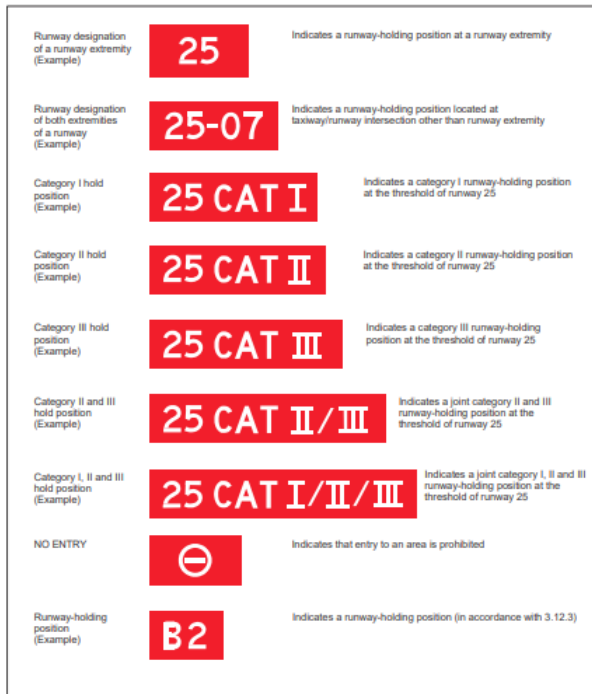 Runway designation
of a runway extremity
(Example)
25
Indicates a runway-holding position at a runway extremity
Runway designation
of both extremities
of a runway
(Example)
25-07
Indicates a runway-holding position located at
taxiway/runway intersection other than runway extremity
Category I hold
position
(Example)
25 CAT I
Indicates a category I runway-holding position
at the threshold of runway 25
Category II hold
position
(Example)
25 CAT II
Indicates a category II runway-holding position
at the threshold of runway 25
Category III hold
position
(Example)
25 CAT III
Indicates a category III runway-holding
position at the threshold of runway 25
Category II and III
hold position
(Example)
25 CAT II/III
Indicates a joint category II and III
runway-holding position at the
threshold of runway 25
Category I, II and III
hold position
(Example)
25 CAT I/II/III
Indicates a joint category I, II and III
runway-holding position at the
threshold of runway 25
NO ENTRY
Indicates that entry to an area is prohibited
Runway-holding
position
(Example)
B2
Indicates a runway-holding position (in accordance with 3.12.3)